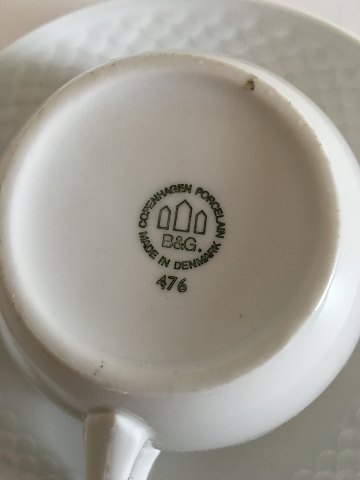 COPENHAGEN PORCELAIN
B&G.
MADE IN DENMARK
476